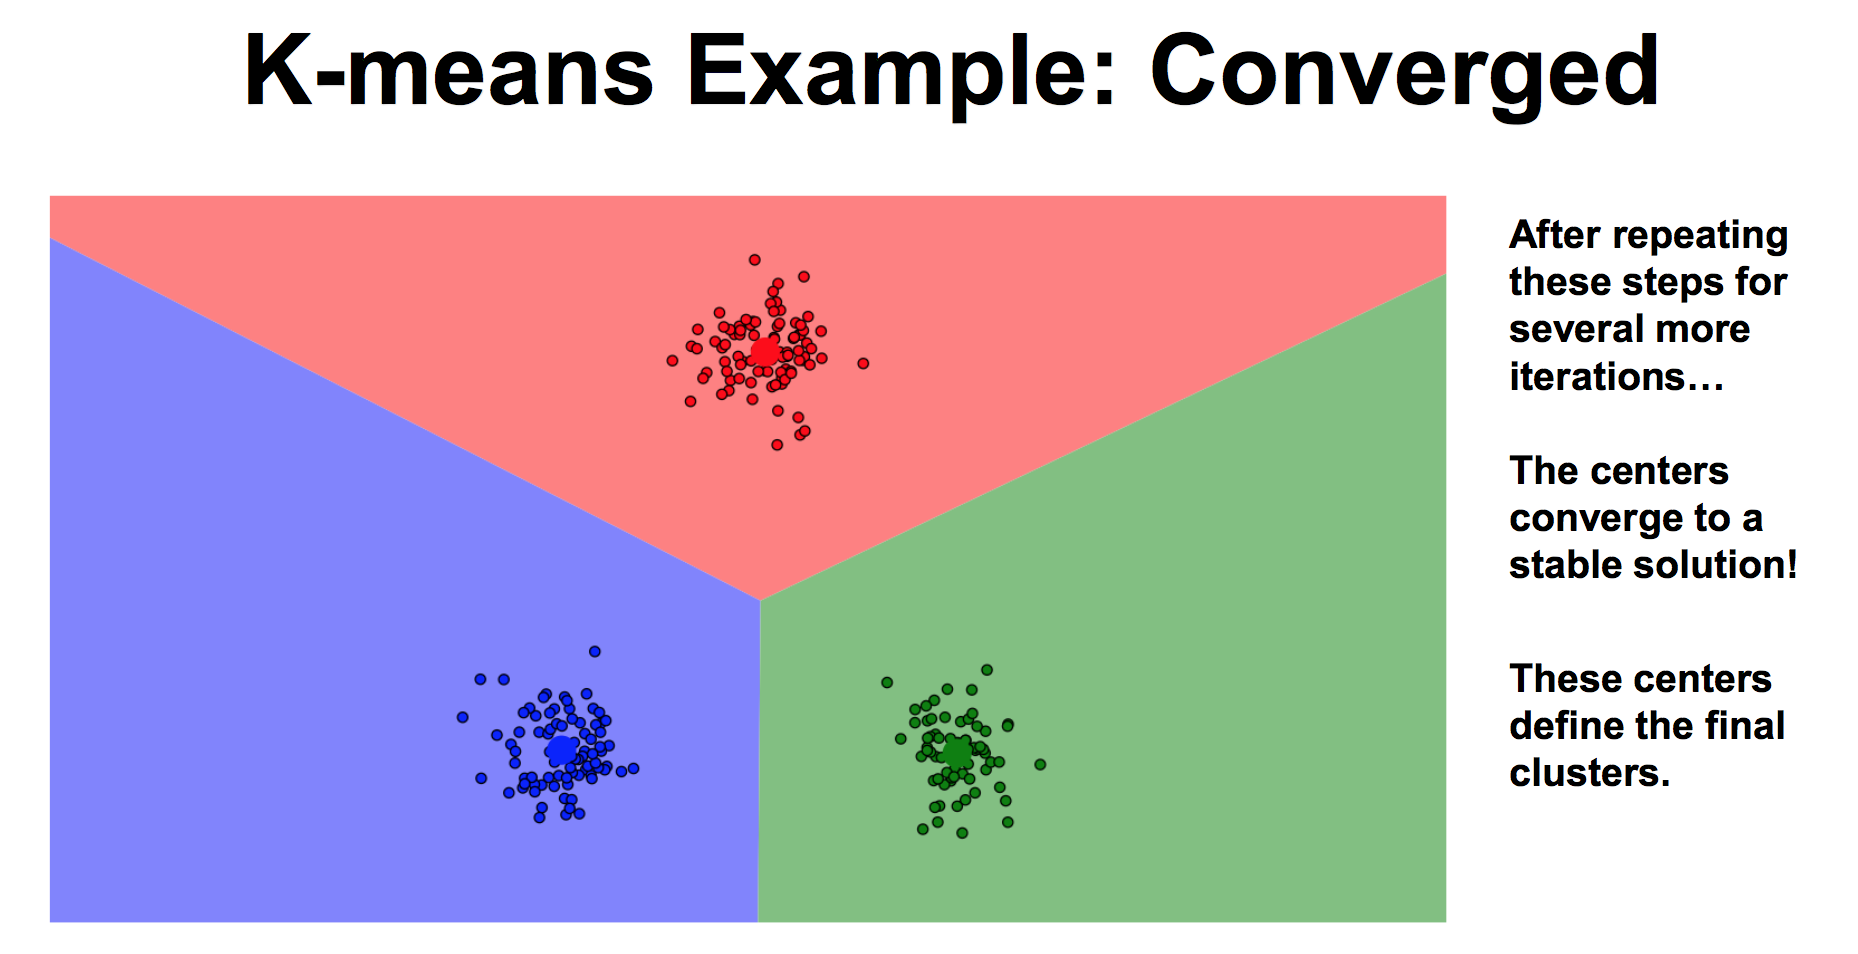 K-means Example: Converged
After repeating
these steps for
several more
iterations…
The centers
converge to a
stable solution!
These centers
define the final
clusters.